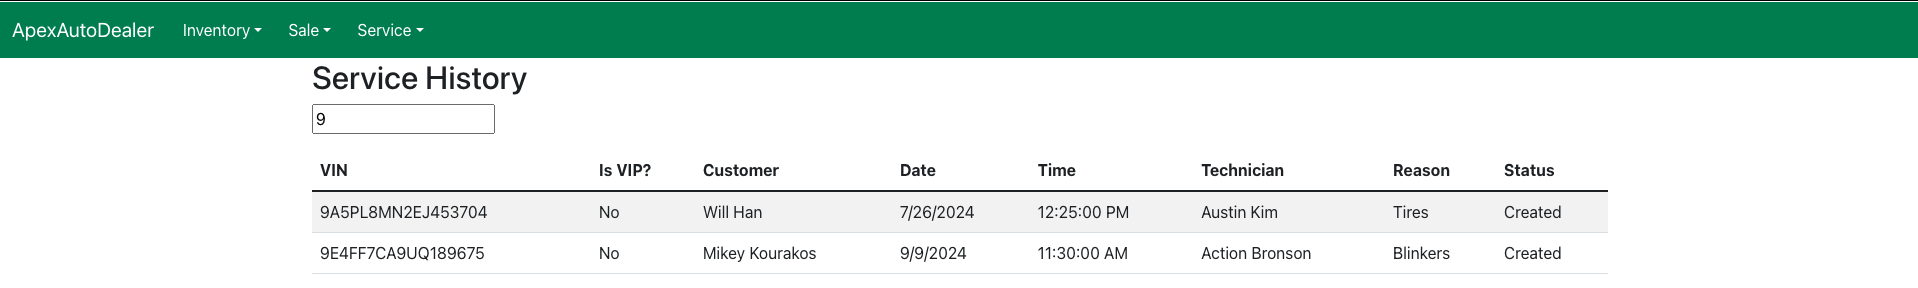 ApexAutoDealer Inventory Sale Service
Service History
9
VIN Is VIP? Customer Date Time Technician Reason Status
9A5PL8MN2EJ453704 No Will Han 7/26/2024 12:25:00 PM Austin Kim Tires Created
9E4FF7CA9UQ189675 No Mikey Kourakos 9/9/2024 11:30:00 AM Action Bronson Blinkers Created